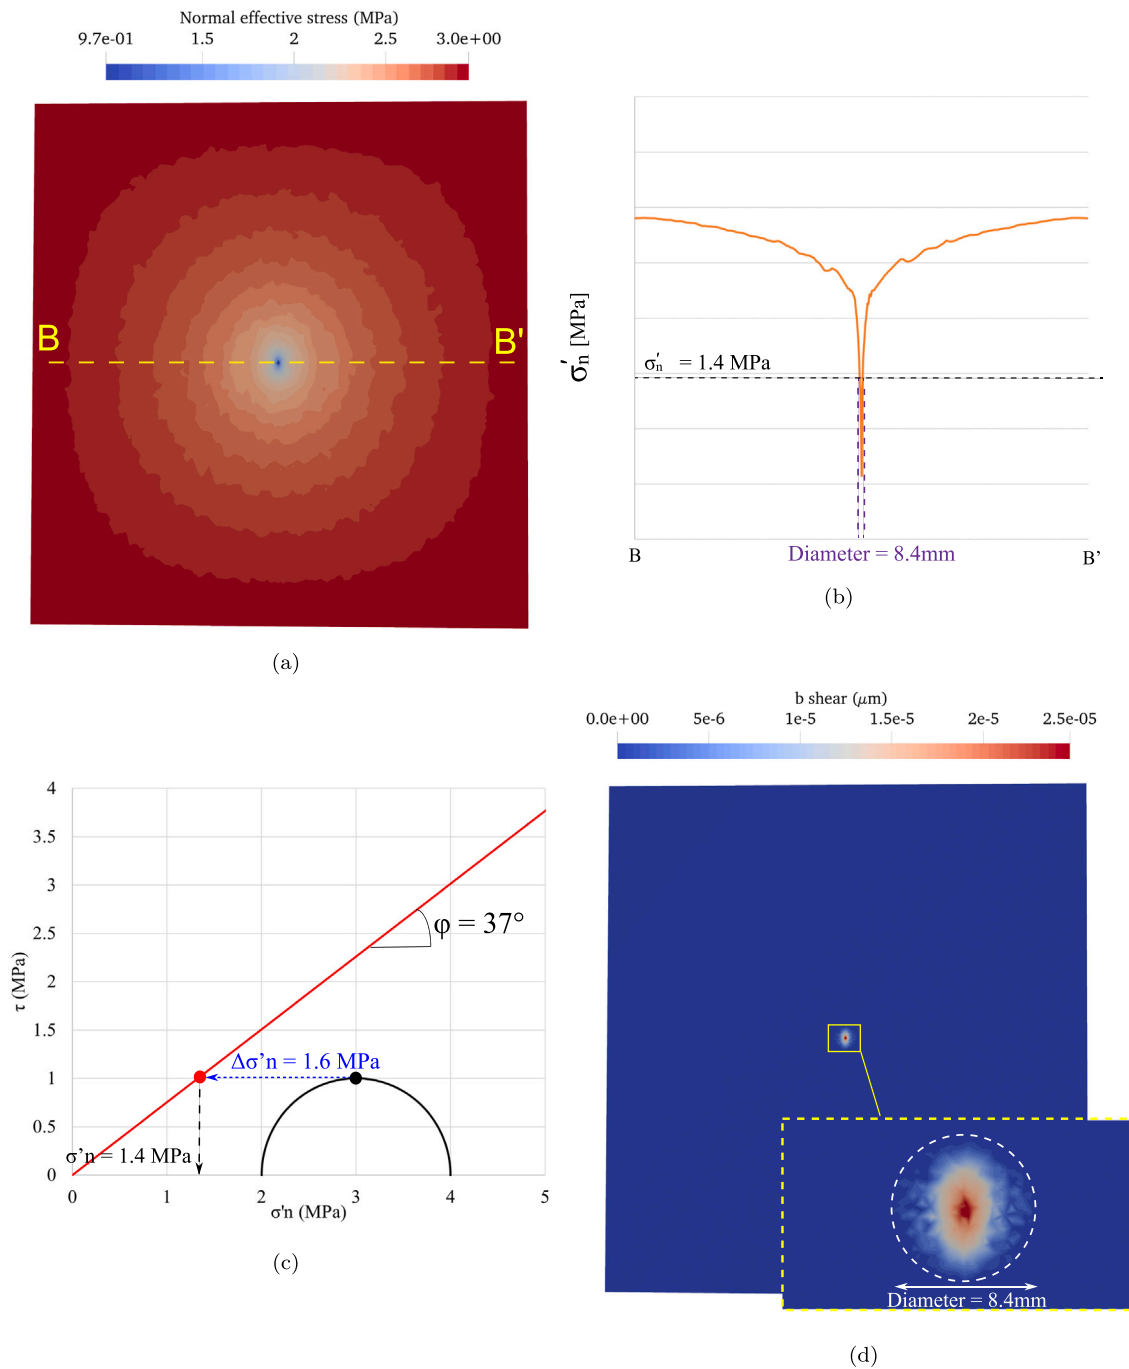 Normal effective stress (MPa)
9.7e-01 1.5 2 2.5 3.0e+00
B B'
(a)
σ'n [MPa]
σ'n = 1.4 MPa
B B'
Diameter = 8.4mm
(b)
4
3.5
3
2.5
2
1.5
1
0.5
0
τ (MPa)
φ = 37°
Δσ'n = 1.6 MPa
σ'n = 1.4 MPa
0 1 2 3 4 5
σ'n (MPa)
(c)
b shear (μm)
0.0e+00 5e-6 1e-5 1.5e-5 2e-5 2.5e-05
Diameter = 8.4mm
(d)